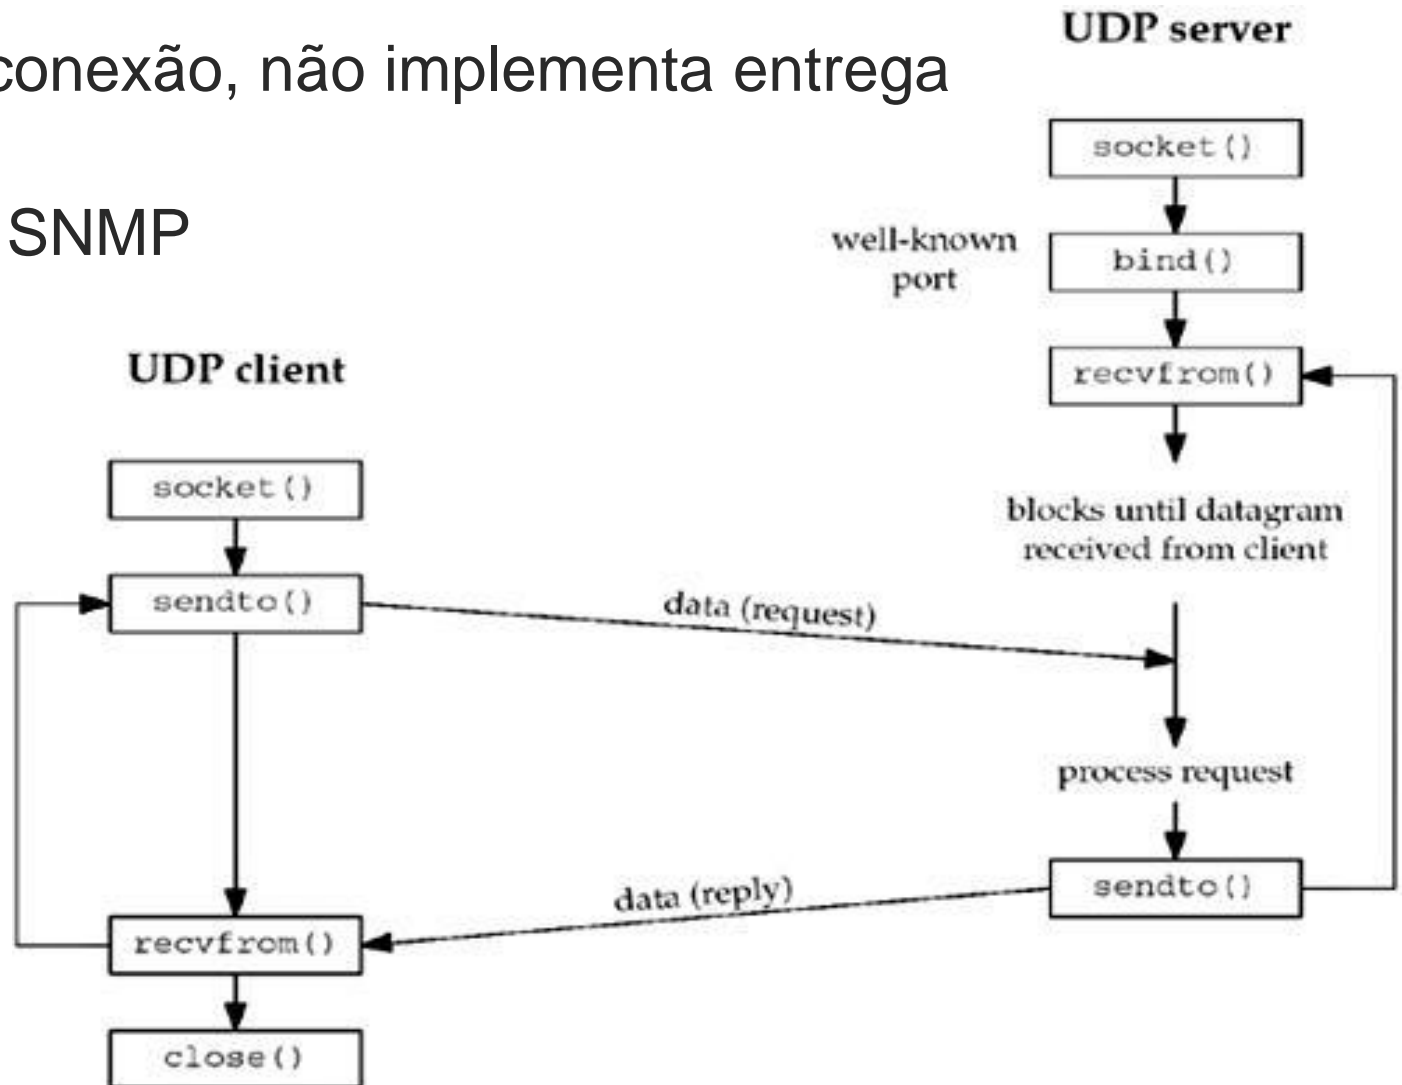 conexão, não implementa entrega
SNMP
UDP client
socket()
sendto()
recvfrom()
close()
data (request)
data (reply)
UDP server
socket()
well-known
port
bind()
recvfrom()
blocks until datagram
received from client
process request
sendto()